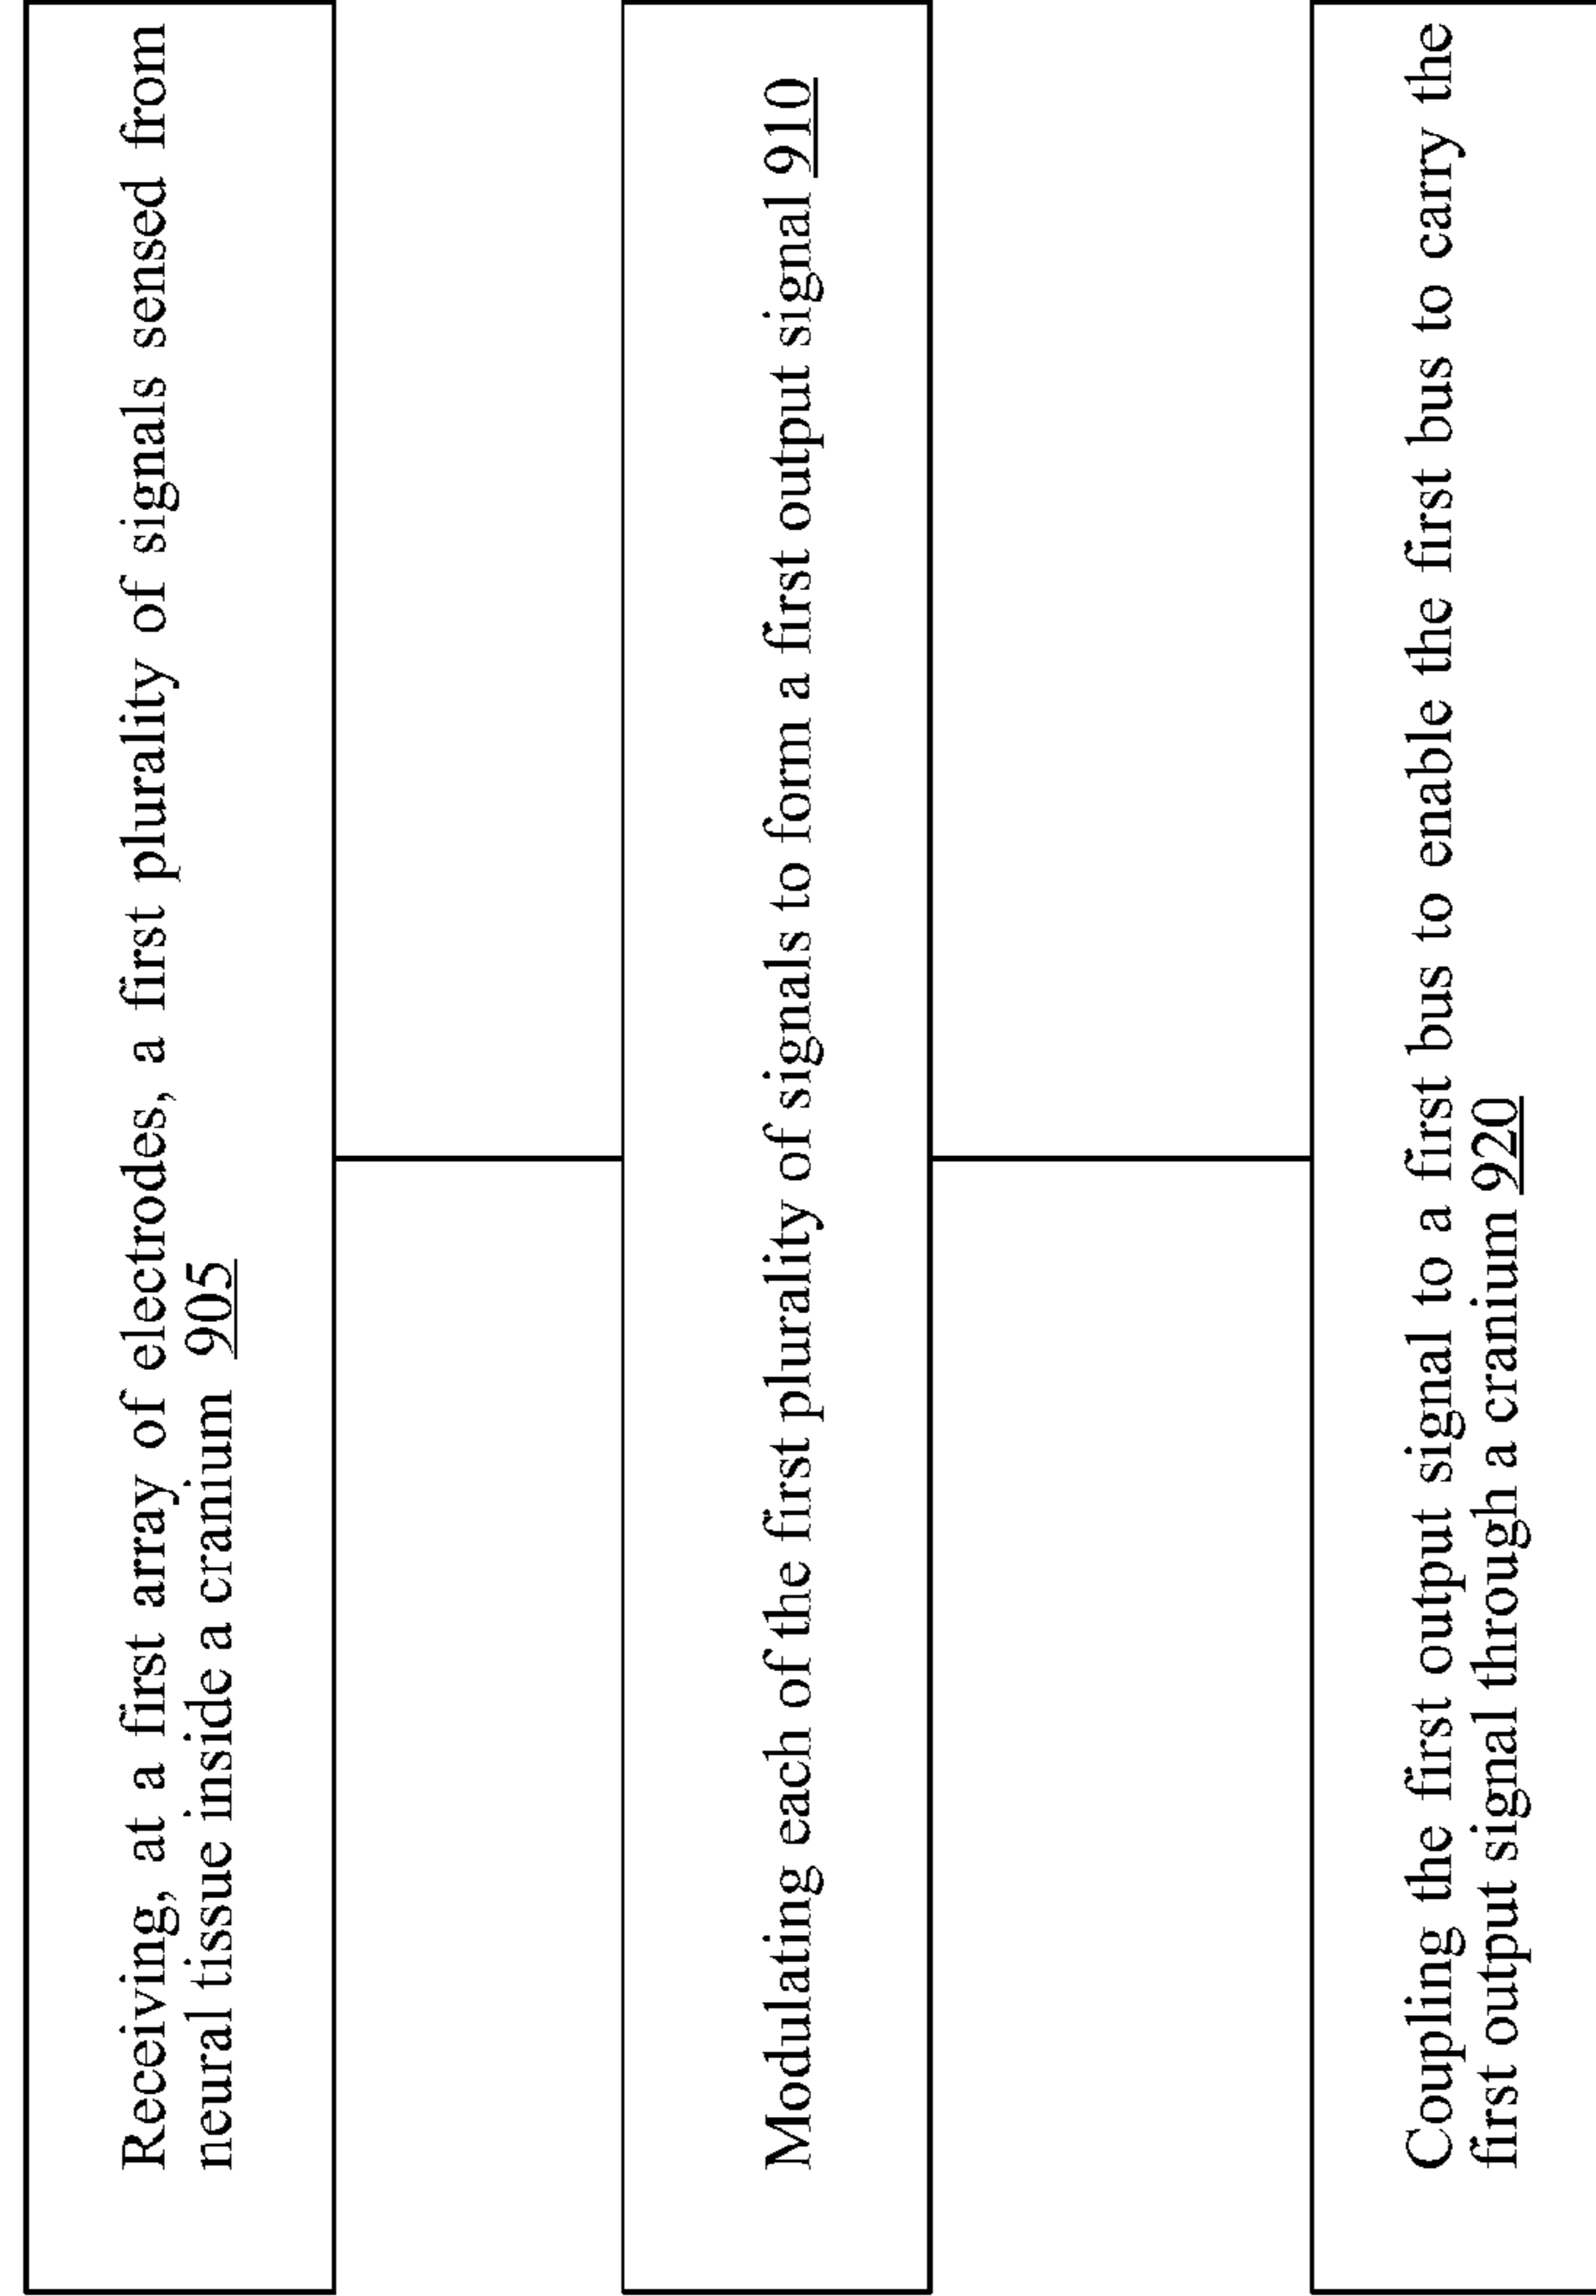 Receiving, at a first array of electrodes, a first plurality of signals sensed from
neural tissue inside a cranium 905
Modulating each of the first plurality of signals to form a first output signal 910
Coupling the first output signal to a first bus to enable the first bus to carry the
first output signal through a cranium 920